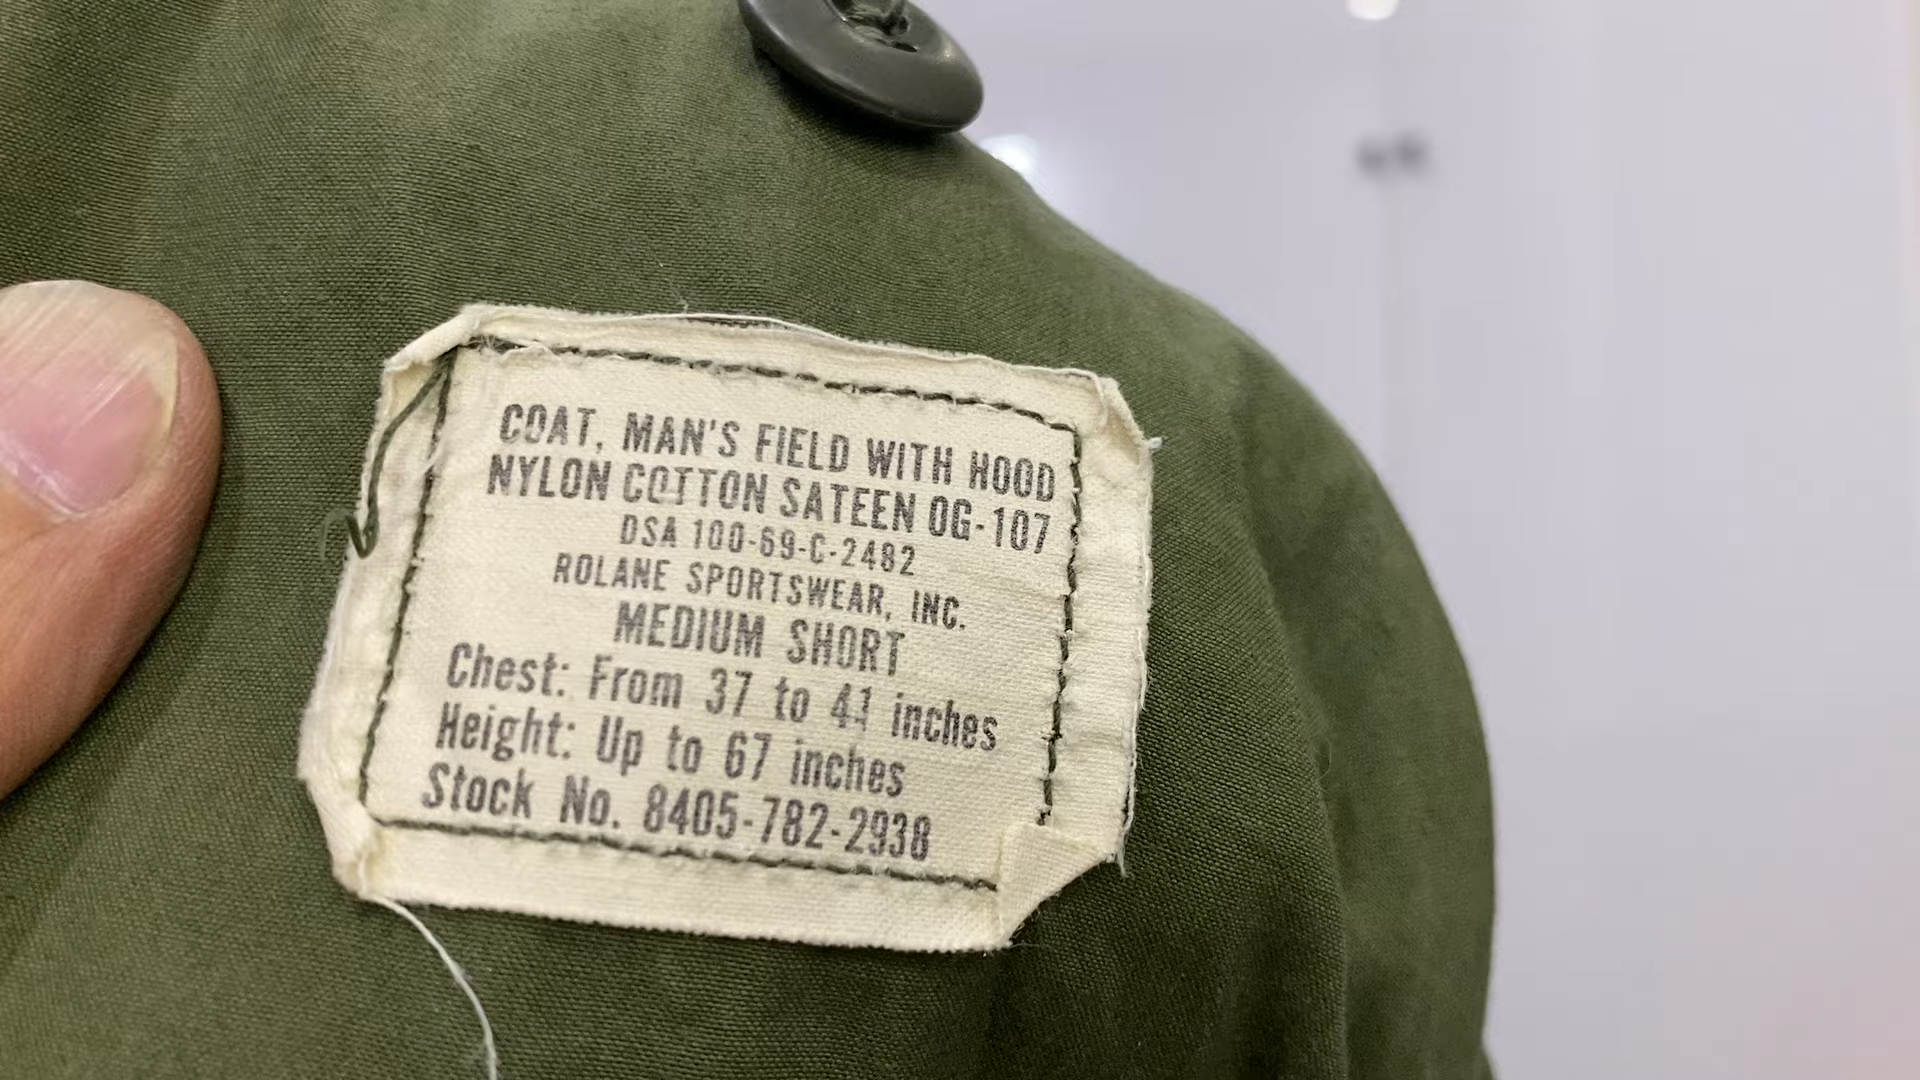 COAT, MAN'S FIELD WITH HOOD
NYLON COTTON SATEEN OG-107
DSA 100-69-C-2482
ROLANE SPORTSWEAR, INC.
MEDIUM SHORT
Chest: From 37 to 41 inches
Height: Up to 67 inches
Stock No. 8405-782-2938